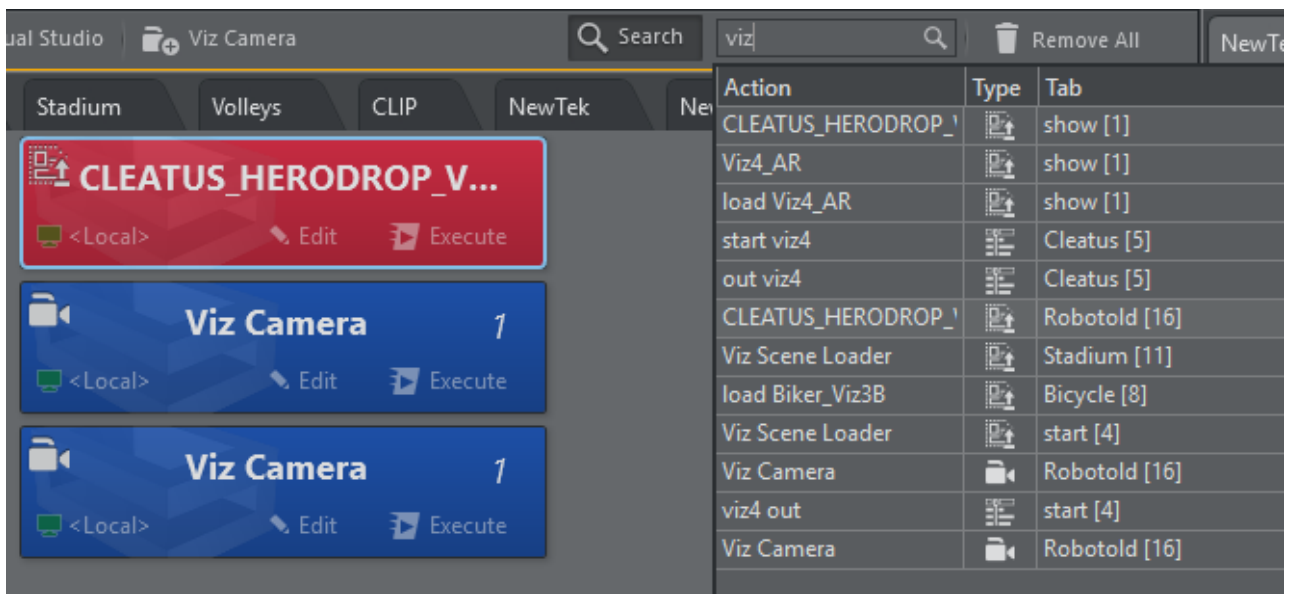 ual Studio Viz Camera Search viz Remove All NewTe
Stadium Volleys CLIP NewTek Ne
CLEATUS_HERODROP_V...
<Local> Edit Execute
Viz Camera 1
<Local> Edit Execute
Viz Camera 1
<Local> Edit Execute
Action Type Tab
CLEATUS_HERODROP_ show [1]
Viz4_AR show [1]
load Viz4_AR show [1]
start viz4 Cleatus [5]
out viz4 Cleatus [5]
CLEATUS_HERODROP_ Robotold [16]
Viz Scene Loader Stadium [11]
load Biker_Viz3B Bicycle [8]
Viz Scene Loader start [4]
Viz Camera Robotold [16]
viz4 out start [4]
Viz Camera Robotold [16]